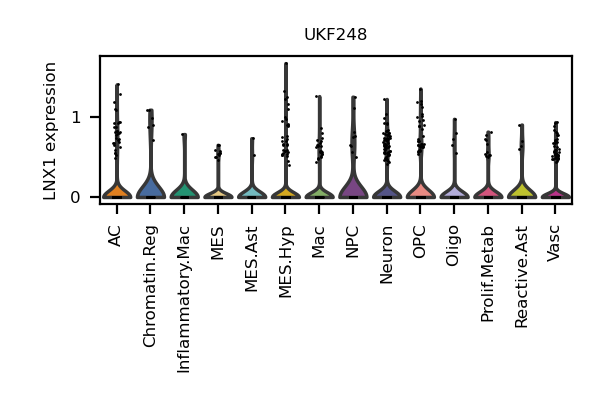 UKF248
LNX1 expression
1
0
AC
Chromatin.Reg
Inflammatory.Mac
MES
MES.Ast
MES.Hyp
Mac
NPC
Neuron
OPC
Oligo
Prolif.Metab
Reactive.Ast
Vasc